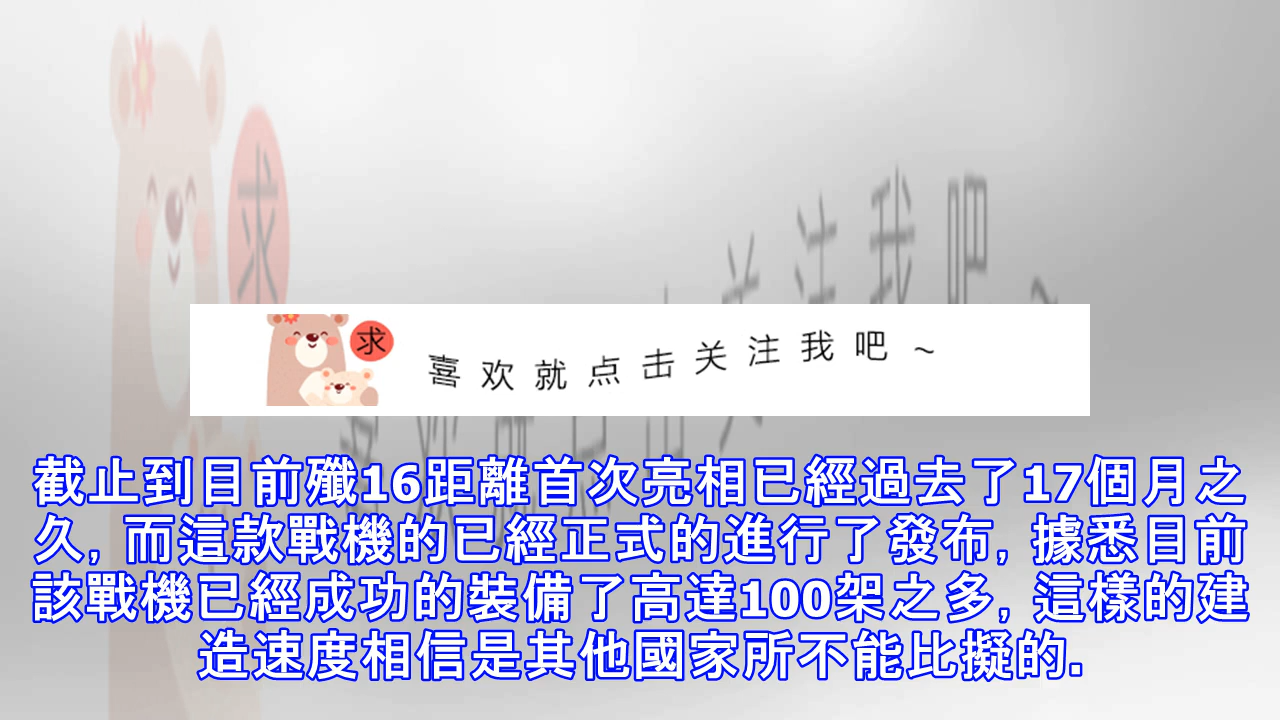 求
求
喜欢就点击关注我吧~
截止到目前殲16距離首次亮相已經過去了17個月之
久, 而這款戰機的已經正式的進行了發布, 據悉目前
該戰機已經成功的裝備了高達100架之多, 這樣的建
造速度相信是其他國家所不能比擬的.